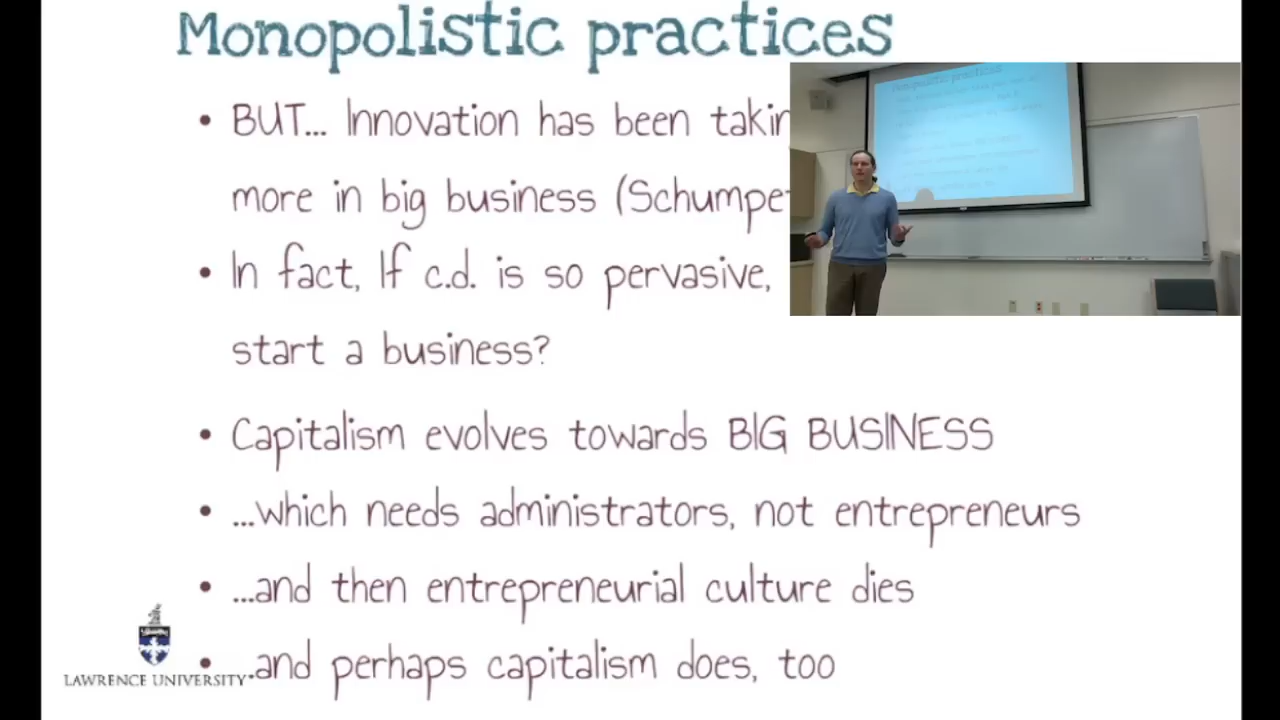 Monopolistic practices
• BUT... Innovation has been takin
more in big business (Schumpe
• In fact, If c.d. is so pervasive,
start a business?
• Capitalism evolves towards BIG BUSINESS
• ...which needs administrators, not entrepreneurs
• ...and then entrepreneurial culture dies
• ...and perhaps capitalism does, too
LAWRENCE UNIVERSITY
Monopolistic practices